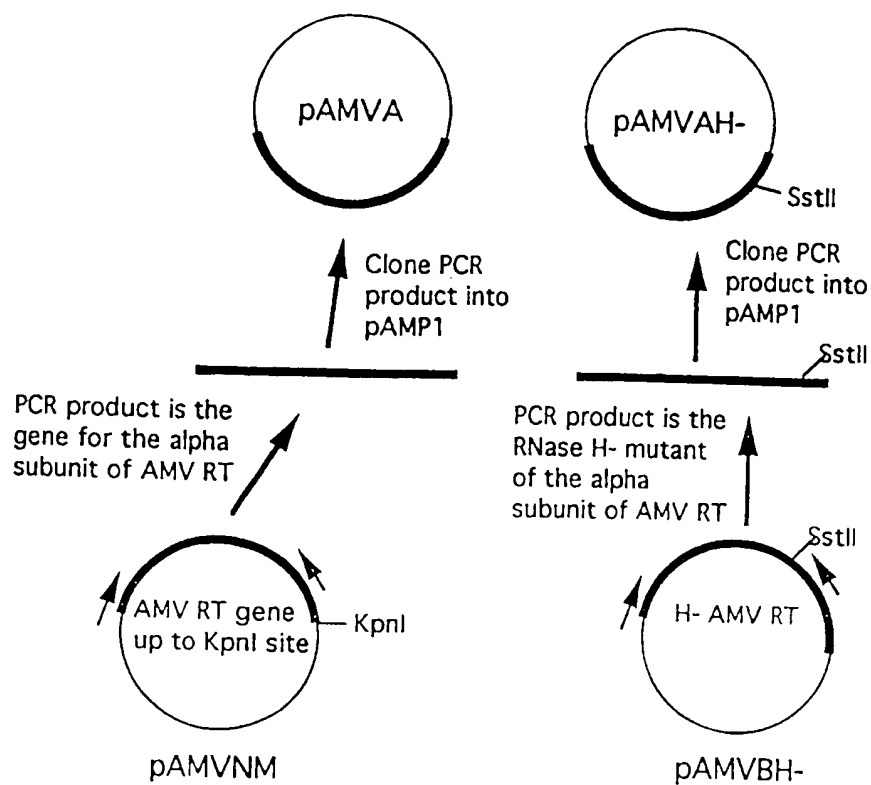 pAMVA
pAMVAH-
SstII
Clone PCR
product into
pAMP1
Clone PCR
product into
pAMP1
SstII
PCR product is the
gene for the alpha
subunit of AMV RT
PCR product is the
RNase H- mutant
of the alpha
subunit of AMV RT
SstII
AMV RT gene
up to KpnI site
KpnI
H- AMV RT
pAMVNM
pAMVBH-